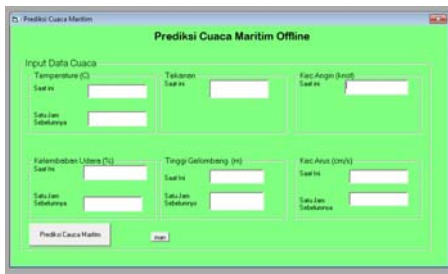 Prediksi Cuaca Maritim
Prediksi Cuaca Maritim Offline
Input Data Cuaca
Temperature (C)
Saat ini
Satu Jam
Sebelumnya
Tekanan
Saat ini
Kec Angin (knot)
Saat ini
Kelembaban Udara (%)
Saat Ini
Satu Jam
Sebelumnya
Tinggi Gelombang (m)
Saat Ini
Satu Jam
Sebelumnya
Kec Arus (cm/s)
Saat Ini
Satu Jam
Sebelumnya
Prediksi Cauca Maritim